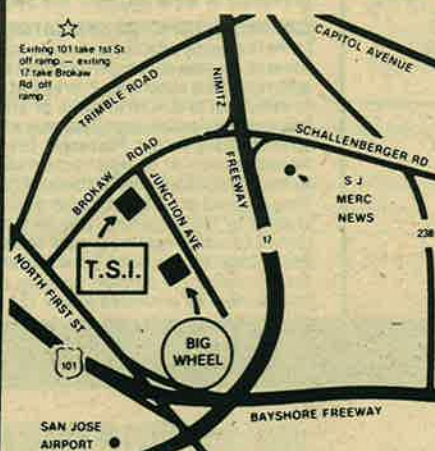 Exiting 101 take 1st St
off ramp — exiting
17 take Brokaw
Rd off
ramp
CAPITOL AVENUE
TRIMBLE ROAD
NIMITZ
FREEWAY
SCHALLENBERGER RD
BROKAW ROAD
JUNCTION AVE
S J
MERC
NEWS
17
238
T.S.I.
NORTH FIRST ST
BIG
WHEEL
101
BAYSHORE FREEWAY
SAN JOSE
AIRPORT